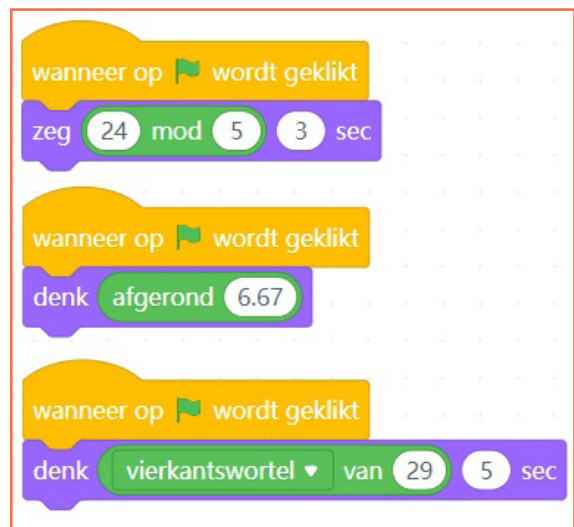 wanneer op wordt geklikt
zeg 24 mod 5 3 sec
wanneer op wordt geklikt
denk afgerond 6.67
wanneer op wordt geklikt
denk vierkantswortel van 29 5 sec